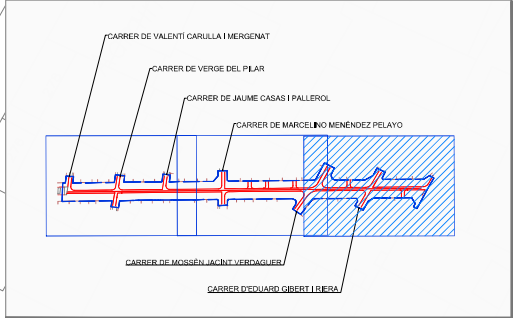 CARRER DE VALENTÍ CARULLA I MERGENAT
CARRER DE VERGE DEL PILAR
CARRER DE JAUME CASAS I PALLEROL
CARRER DE MARCELINO MENÉNDEZ PELAYO
CARRER DE MOSSÈN JACINT VERDAGUER
CARRER D'EDUARD GIBERT I RIERA